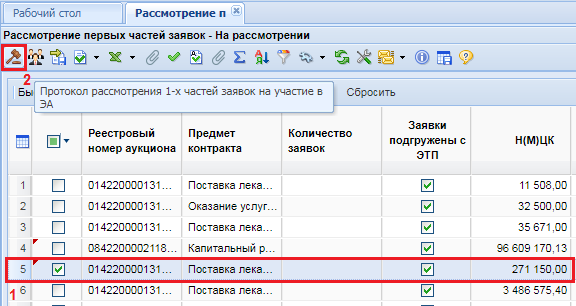 Рабочий стол
Рассмотрение п
Рассмотрение первых частей заявок - На рассмотрении
2
Протокол рассмотрения 1-х частей заявок на участие в
ЭА
Бы
Сбросить
Реестровый номер аукциона
Предмет контракта
Количество заявок
Заявки подгружены с ЭТП
Н(М)ЦК
1 014220000131... Поставка лека... 11 508,00
2 014220000131... Оказание услуг... 32 500,00
3 014220000131... Поставка лека... 35 671,00
4 0842200002118... Капитальный р... 96 609 170,13
5 014220000131... Поставка лека... 271 150,00
1
6 014220000131... Поставка лека... 3 486 575,40